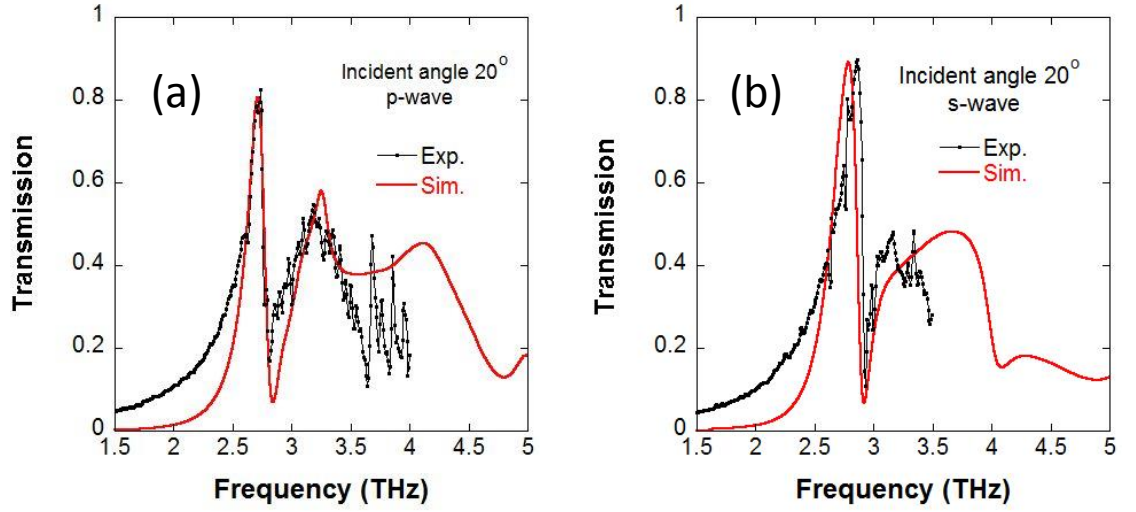 (a)
Incident angle 20°
p-wave
Exp.
Sim.
Transmission
1
0.8
0.6
0.4
0.2
0
1.5 2 2.5 3 3.5 4 4.5 5
Frequency (THz)
(b)
Incident angle 20°
s-wave
Exp.
Sim.
Transmission
1
0.8
0.6
0.4
0.2
0
1.5 2 2.5 3 3.5 4 4.5 5
Frequency (THz)